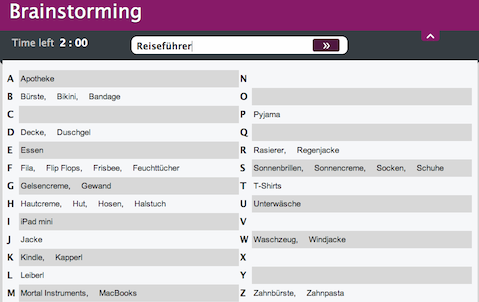 Brainstorming
Time left 2 : 00
Reiseführer »
A Apotheke
B Bürste, Bikini, Bandage
C
D Decke, Duschgel
E Essen
F Fila, Flip Flops, Frisbee, Feuchttücher
G Gelsencreme, Gewand
H Hautcreme, Hut, Hosen, Halstuch
I iPad mini
J Jacke
K Kindle, Kapperl
L Leiberl
M Mortal Instruments, MacBooks
N
O
P Pyjama
Q
R Rasierer, Regenjacke
S Sonnenbrillen, Sonnencreme, Socken, Schuhe
T T-Shirts
U Unterwäsche
V
W Waschzeug, Windjacke
X
Y
Z Zahnbürste, Zahnpasta